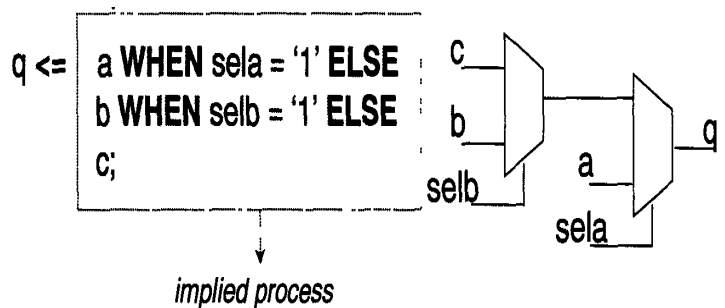 q <= a WHEN sela = '1' ELSE
b WHEN selb = '1' ELSE
c;
implied process
c
b
selb
a
sela
q